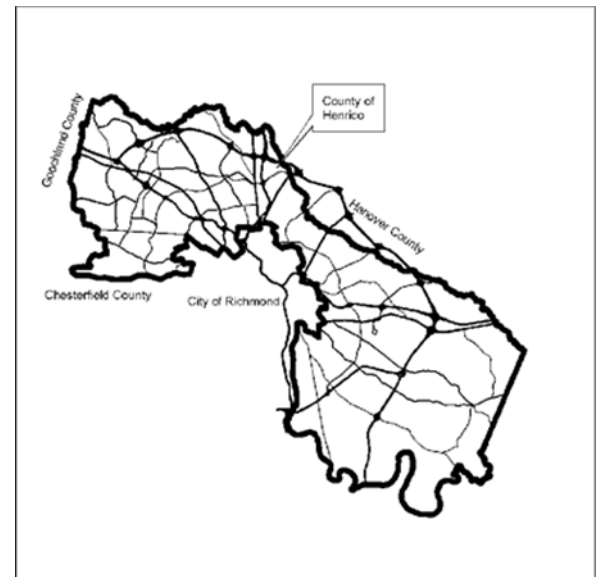 County of
Henrico
Goochland County
Hanover County
Chesterfield County
City of Richmond